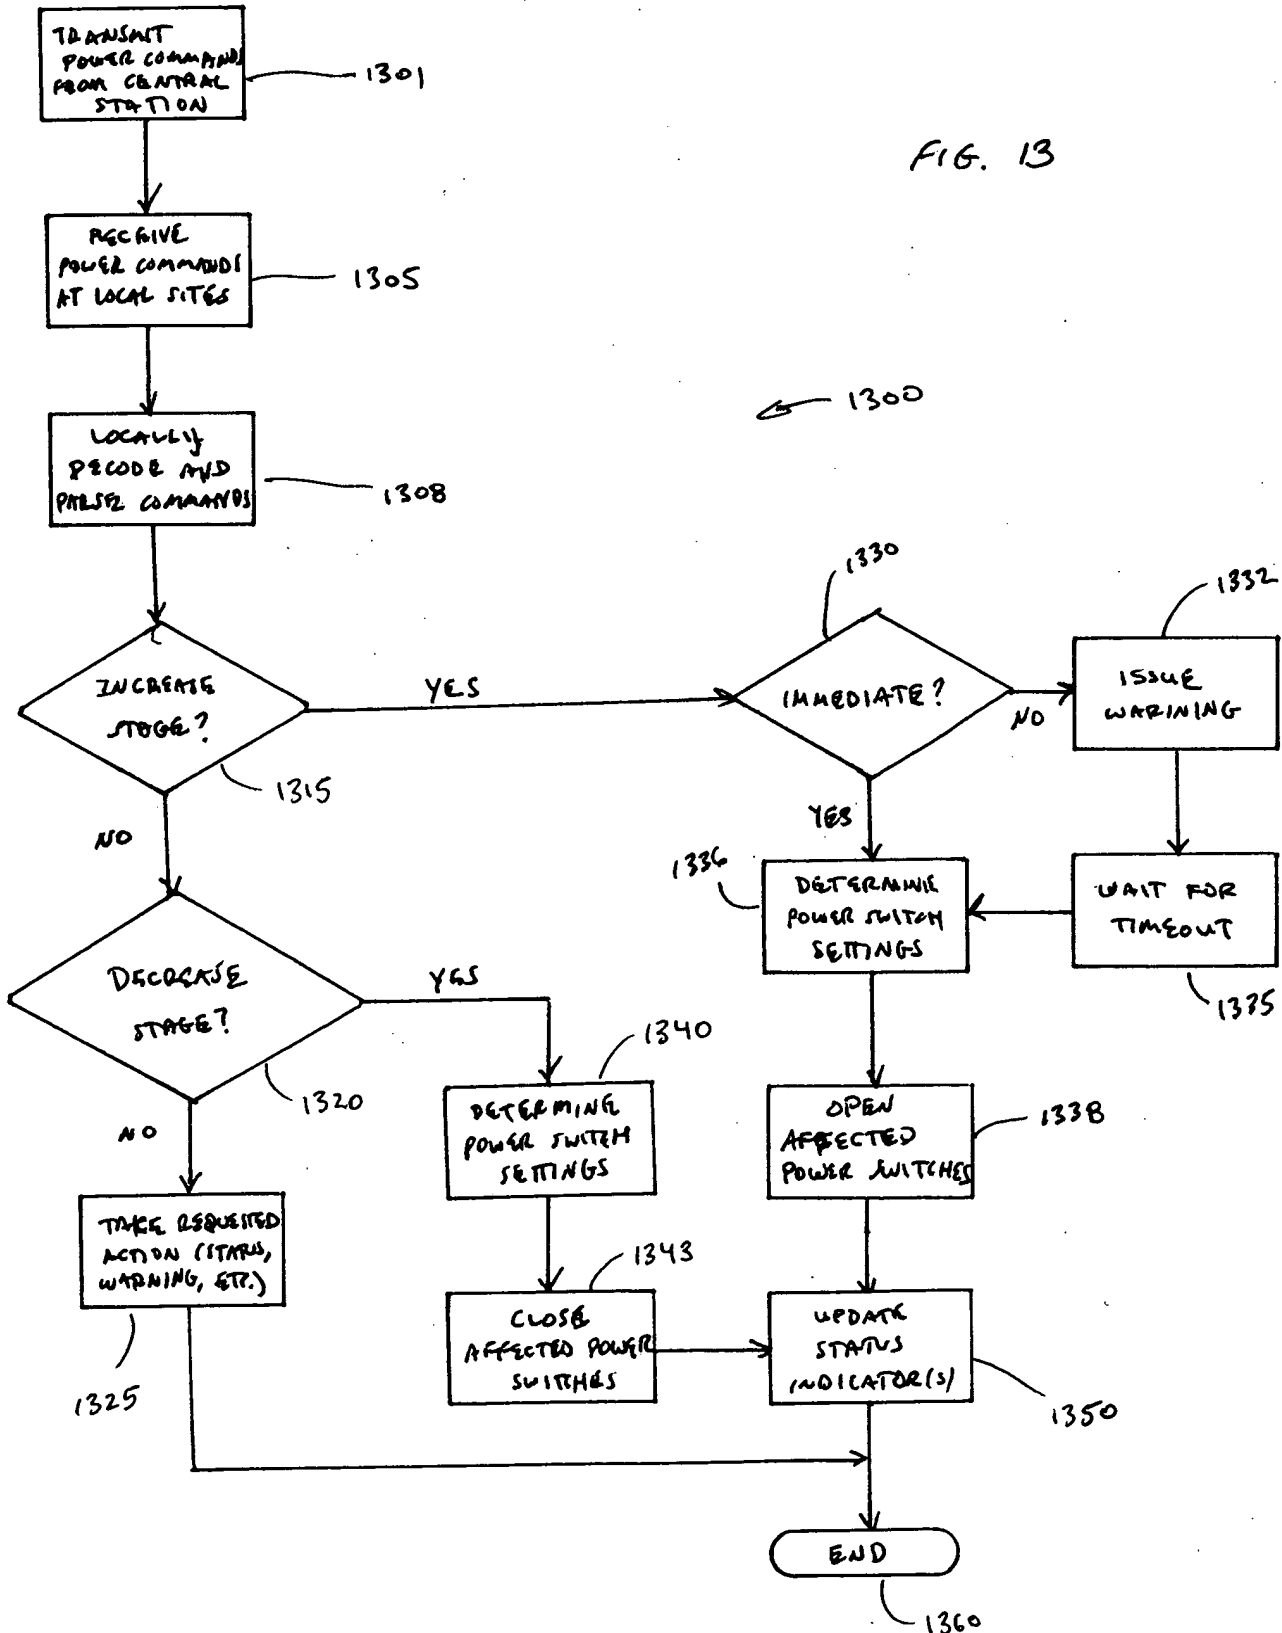 TRANSMIT
POWER COMMANDS
FROM CENTRAL
STATION
1301
FIG. 13
RECEIVE
POWER COMMANDS
AT LOCAL SITES
1305
1300
LOCALLY
DECODE AND
PARSE COMMANDS
1308
INCREASE
STAGE?
1315
YES
NO
1330
IMMEDIATE?
NO
YES
1332
ISSUE
WARINING
WAIT FOR
TIMEOUT
1335
1336
DETERMINE
POWER SWITCH
SETTINGS
DECREASE
STAGE?
1320
YES
NO
1340
DETERMINE
POWER SWITCH
SETTINGS
OPEN
AFFECTED
POWER SWITCHES
1338
TAKE REQUESTED
ACTION (STATUS,
WARNING, ETC.)
1325
1343
CLOSE
AFFECTED POWER
SWITCHES
UPDATE
STATUS
INDICATOR(S)
1350
END
1360